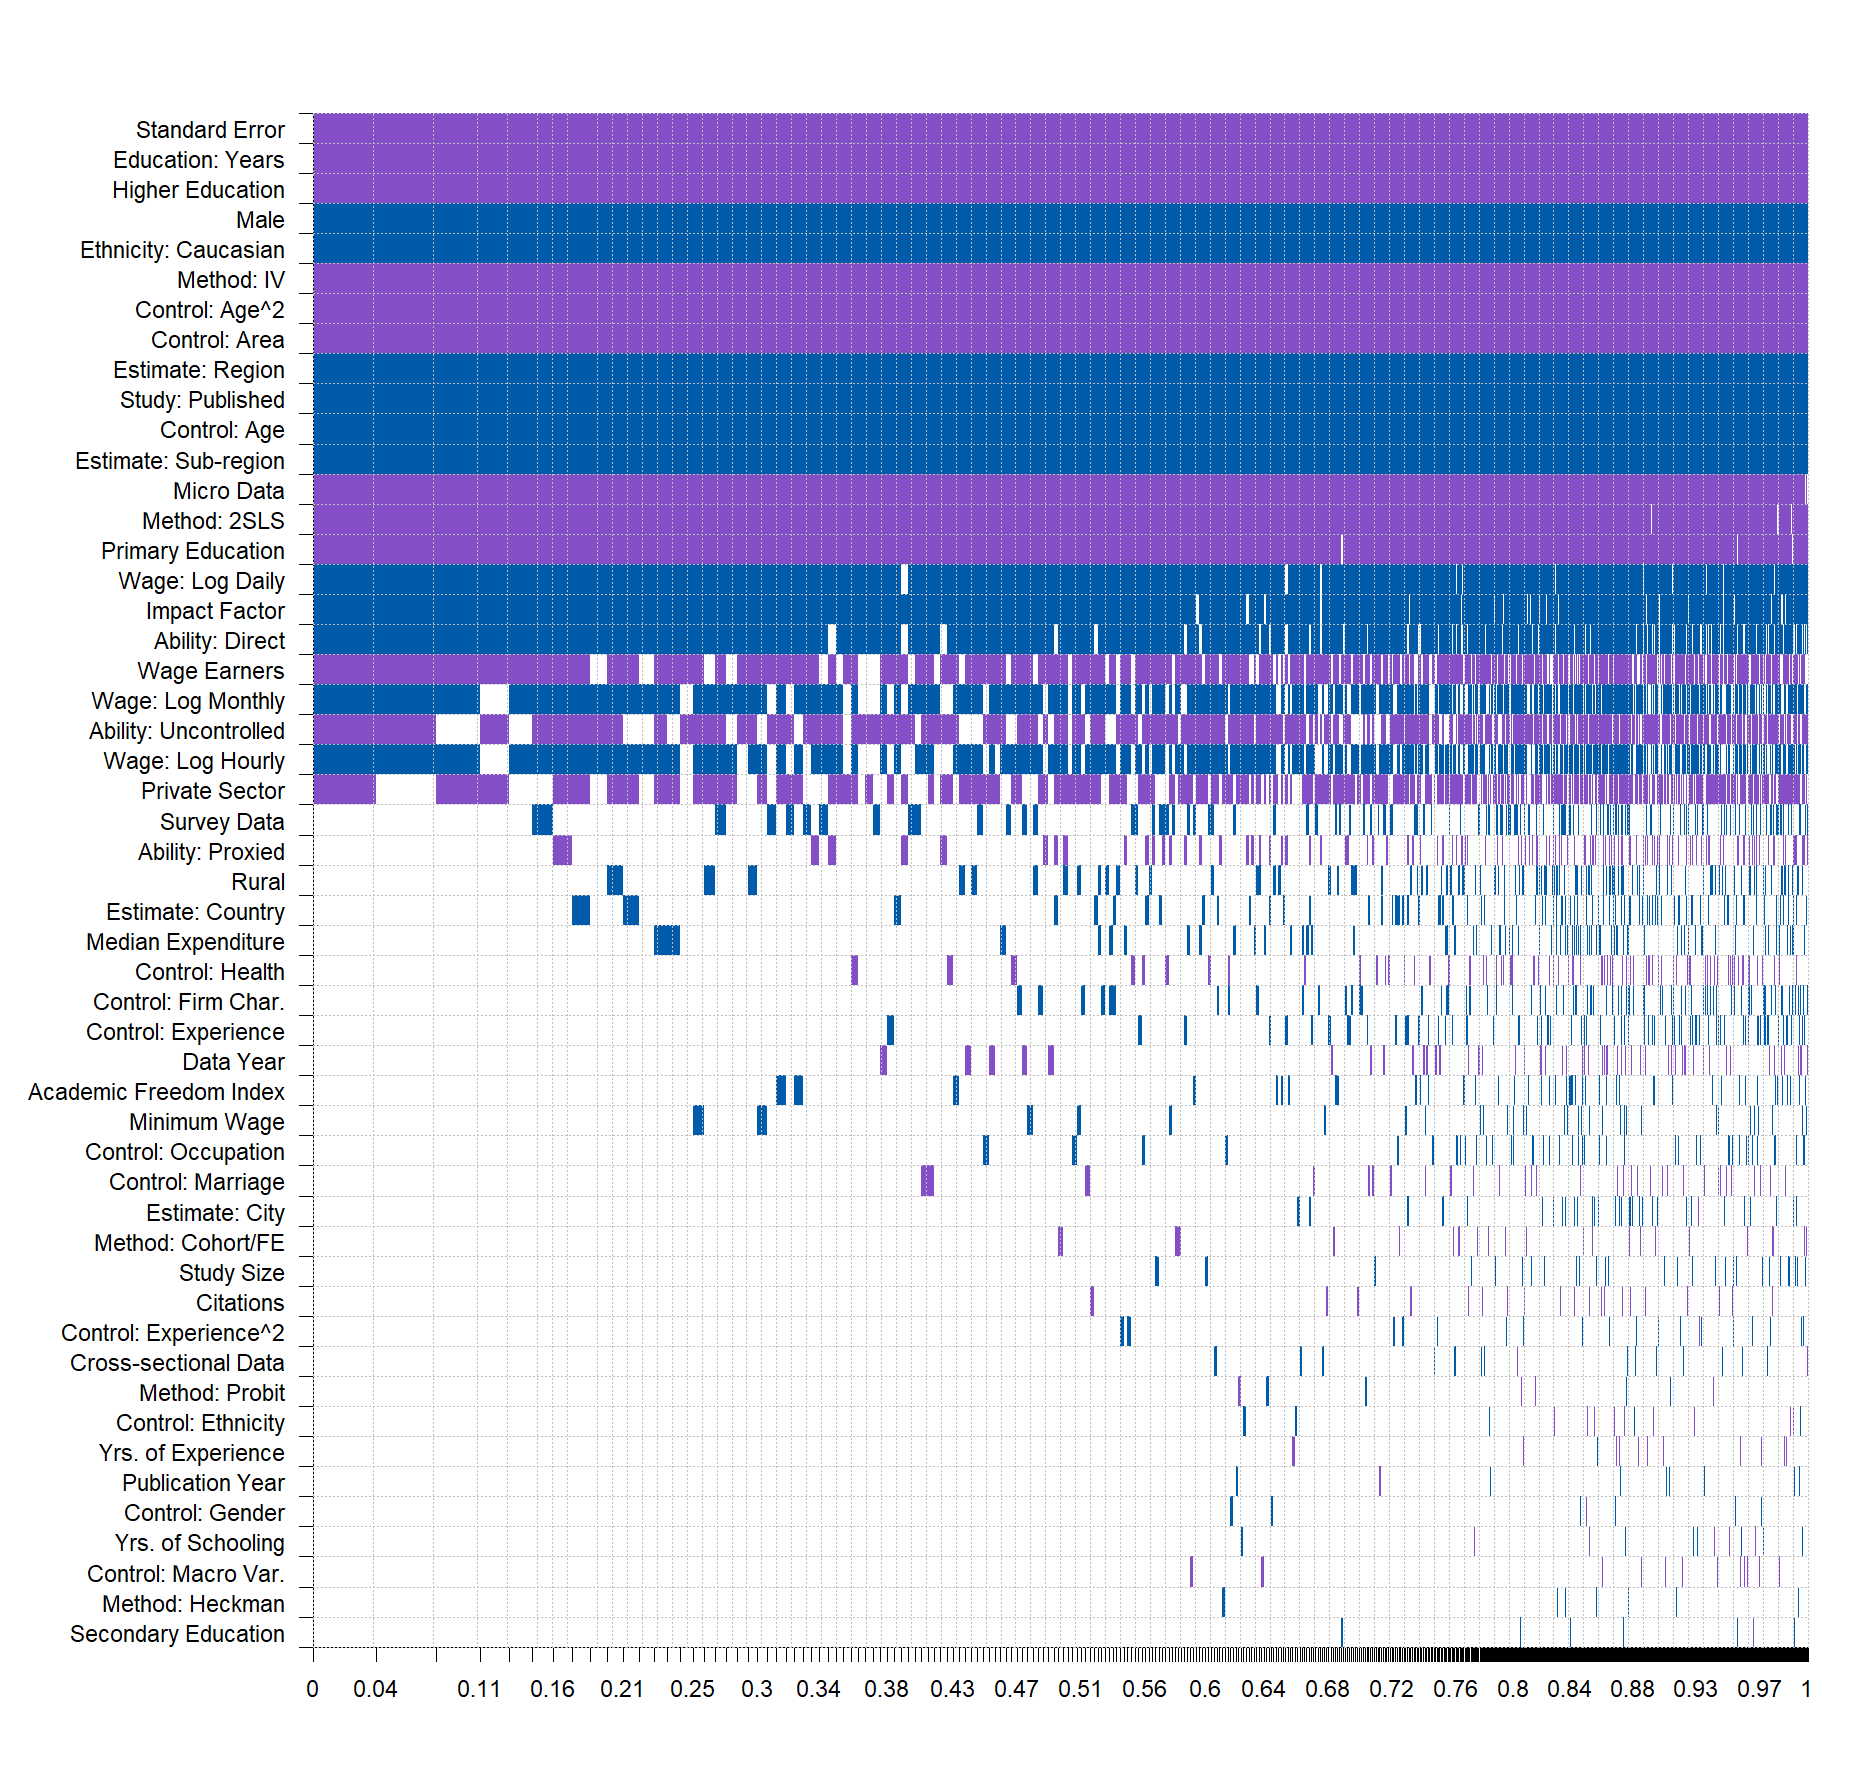 Standard Error
Education: Years
Higher Education
Male
Ethnicity: Caucasian
Method: IV
Control: Age^2
Control: Area
Estimate: Region
Study: Published
Control: Age
Estimate: Sub-region
Micro Data
Method: 2SLS
Primary Education
Wage: Log Daily
Impact Factor
Ability: Direct
Wage Earners
Wage: Log Monthly
Ability: Uncontrolled
Wage: Log Hourly
Private Sector
Survey Data
Ability: Proxied
Rural
Estimate: Country
Median Expenditure
Control: Health
Control: Firm Char.
Control: Experience
Data Year
Academic Freedom Index
Minimum Wage
Control: Occupation
Control: Marriage
Estimate: City
Method: Cohort/FE
Study Size
Citations
Control: Experience^2
Cross-sectional Data
Method: Probit
Control: Ethnicity
Yrs. of Experience
Publication Year
Control: Gender
Yrs. of Schooling
Control: Macro Var.
Method: Heckman
Secondary Education
0 0.04 0.11 0.16 0.21 0.25 0.3 0.34 0.38 0.43 0.47 0.51 0.56 0.6 0.64 0.68 0.72 0.76 0.8 0.84 0.88 0.93 0.97 1